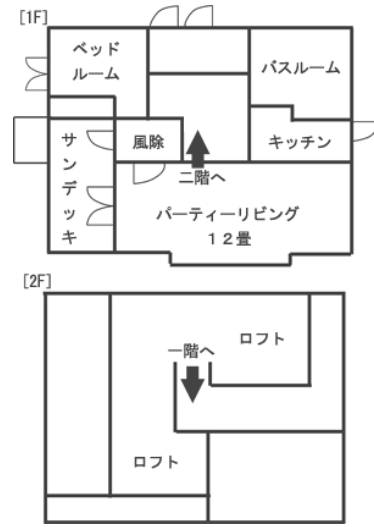 [1F]
ベッド
ルーム
バスルーム
サンデッキ
風除
キッチン
二階へ
パーティーリビング
12畳
[2F]
ロフト
一階へ
ロフト